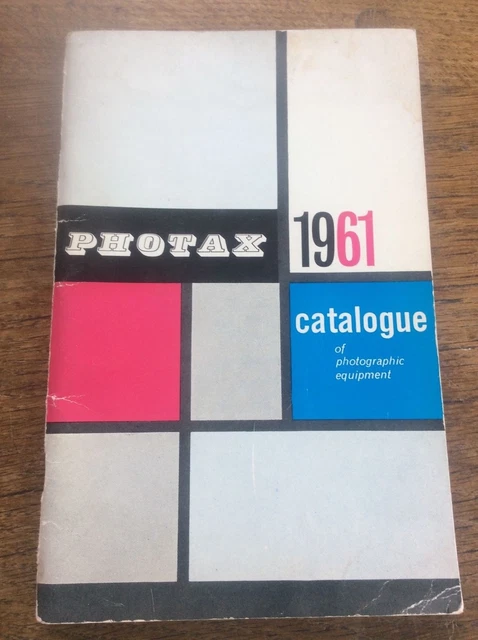 PHOTAX
1961
catalogue
of
photographic
equipment